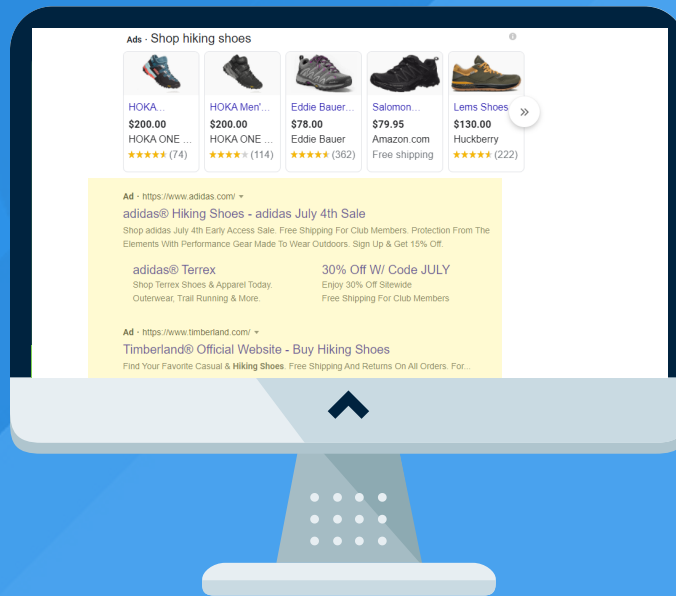 Ads · Shop hiking shoes
HOKA... HOKA Men'... Eddie Bauer... Salomon... Lems Shoes
$200.00 $200.00 $78.00 $79.95 $130.00
HOKA ONE ... HOKA ONE ... Eddie Bauer Amazon.com Huckberry
(74) (114) (362) Free shipping (222)
Ad · https://www.adidas.com/
adidas® Hiking Shoes - adidas July 4th Sale
Shop adidas July 4th Early Access Sale. Free Shipping For Club Members. Protection From The
Elements With Performance Gear Made To Wear Outdoors. Sign Up & Get 15% Off.
adidas® Terrex 30% Off W/ Code JULY
Shop Terrex Shoes & Apparel Today. Enjoy 30% Off Sitewide
Outerwear, Trail Running & More. Free Shipping For Club Members
Ad · https://www.timberland.com/
Timberland® Official Website - Buy Hiking Shoes
Find Your Favorite Casual & Hiking Shoes. Free Shipping And Returns On All Orders. For...